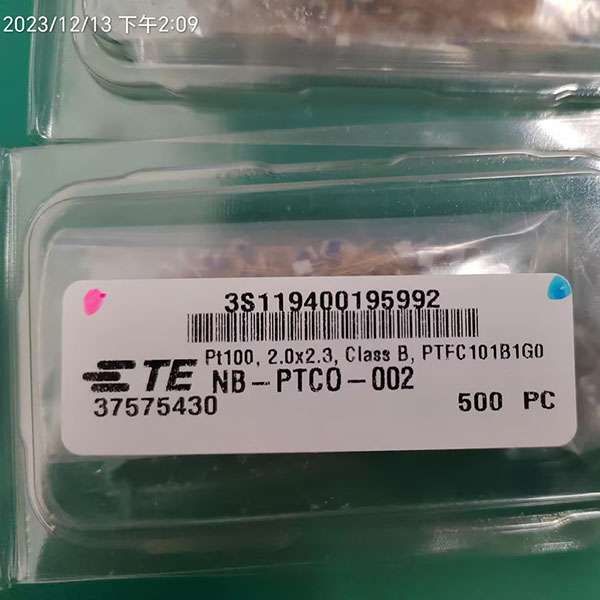 2023/12/13 下午2:09
3S119400195992
Pt100, 2.0x2.3, Class B, PTFC101B1G0
TE NB-PTCO-002
37575430 500 PC